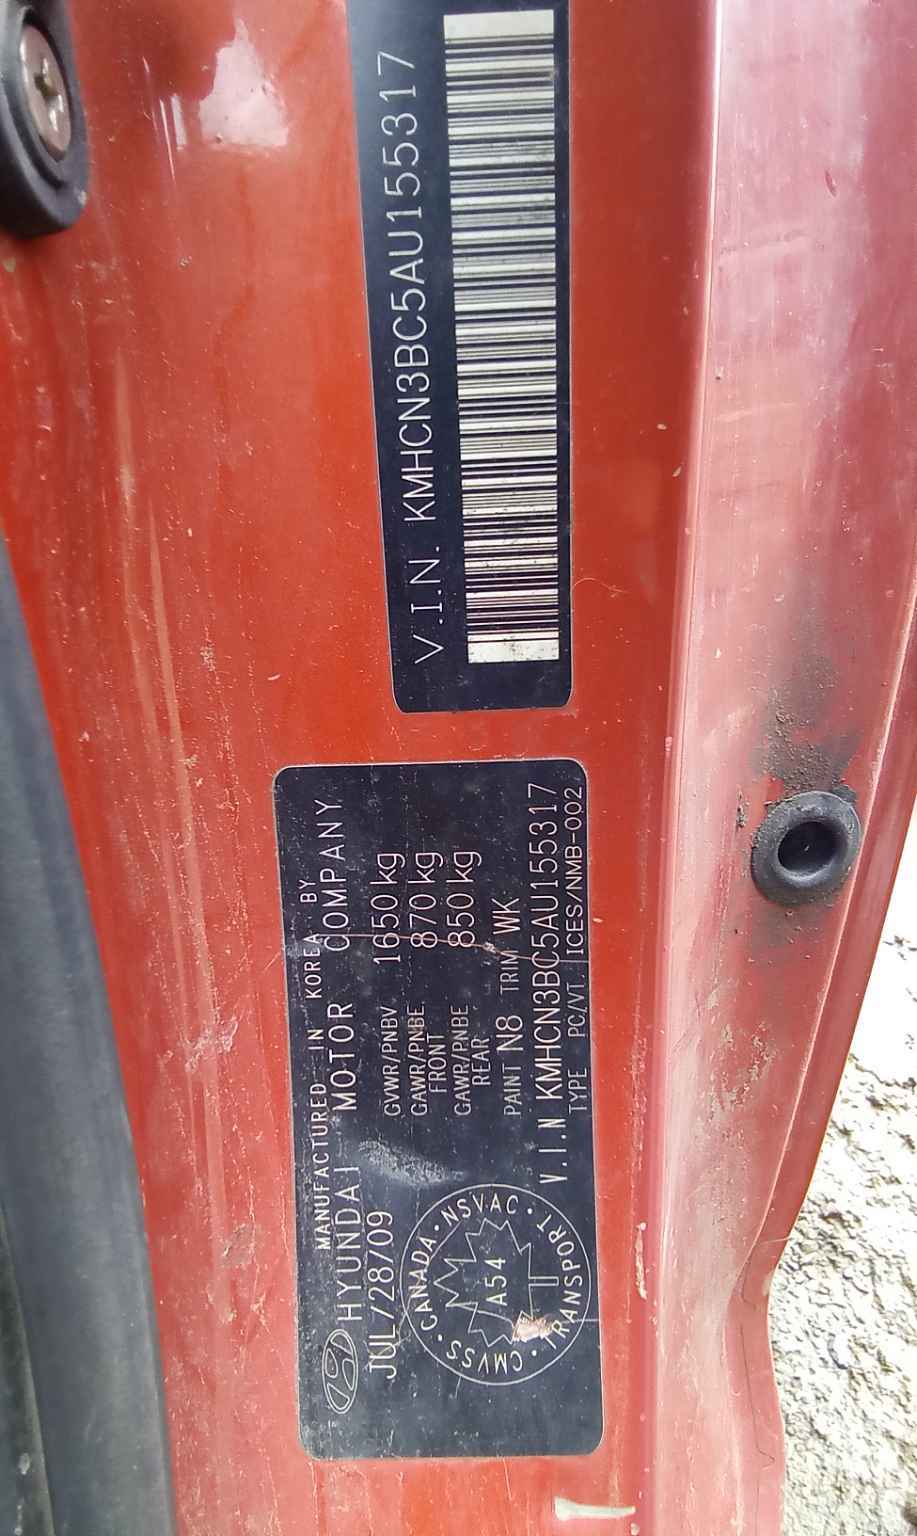 V.I.N. KMHCN3BC5AU155317
MANUFACTURED IN KOREA BY
HYUNDAI MOTOR COMPANY
JUL/28/09
GVWR/PNBV 1650 kg
GAWR/PNBE FRONT 870 kg
GAWR/PNBE REAR 850 kg
PAINT N8 TRIM WK
V.I.N KMHCN3BC5AU155317
TYPE PC/VT. ICES/NMB-002
CMVSS · CANADA · NSVAC · TRANSPORT ·
A54